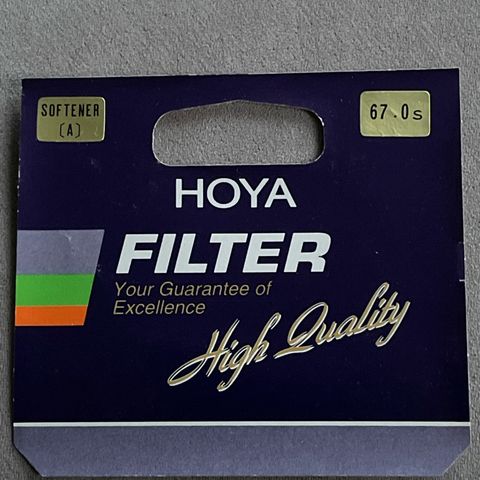 SOFTENER
(A)
67.0s
HOYA
FILTER
Your Guarantee of
Excellence
High Quality